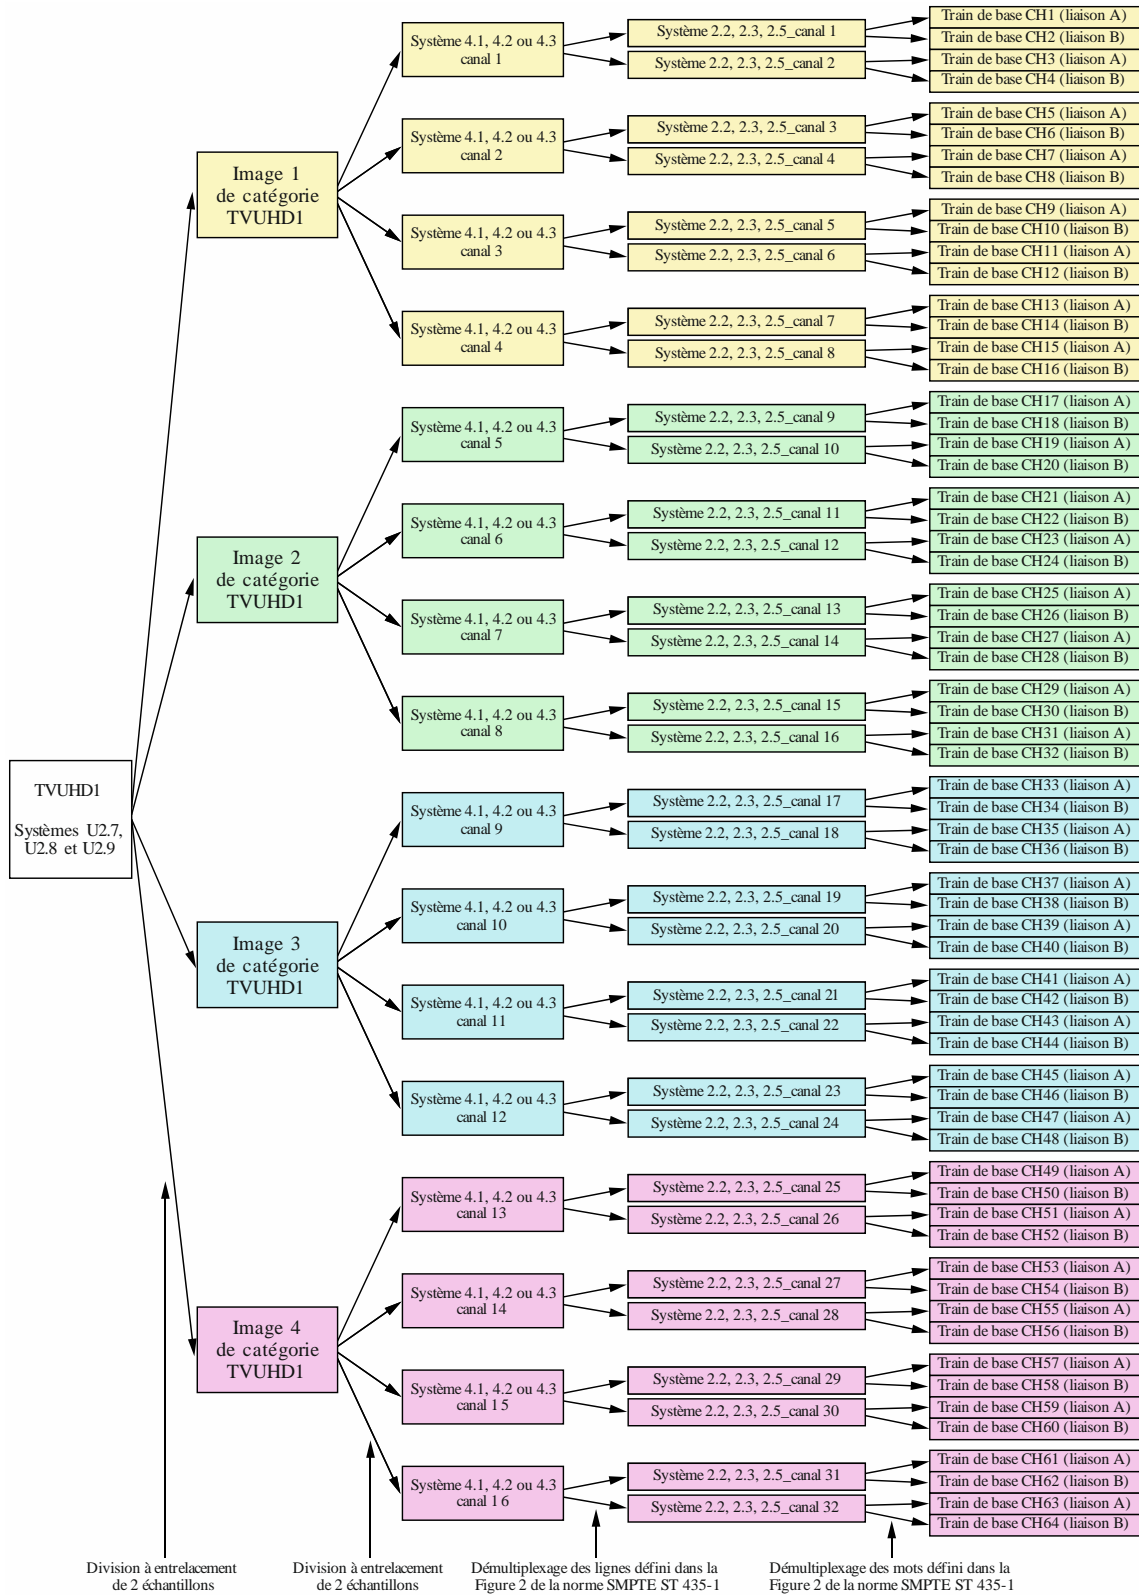 TVUHD1
Systèmes U2.7,
U2.8 et U2.9
Image 1
de catégorie
TVUHD1
Système 4.1, 4.2 ou 4.3
canal 1
Système 2.2, 2.3, 2.5_canal 1
Train de base CH1 (liaison A)
Train de base CH2 (liaison B)
Système 2.2, 2.3, 2.5_canal 2
Train de base CH3 (liaison A)
Train de base CH4 (liaison B)
Système 4.1, 4.2 ou 4.3
canal 2
Système 2.2, 2.3, 2.5_canal 3
Train de base CH5 (liaison A)
Train de base CH6 (liaison B)
Système 2.2, 2.3, 2.5_canal 4
Train de base CH7 (liaison A)
Train de base CH8 (liaison B)
Système 4.1, 4.2 ou 4.3
canal 3
Système 2.2, 2.3, 2.5_canal 5
Train de base CH9 (liaison A)
Train de base CH10 (liaison B)
Système 2.2, 2.3, 2.5_canal 6
Train de base CH11 (liaison A)
Train de base CH12 (liaison B)
Système 4.1, 4.2 ou 4.3
canal 4
Système 2.2, 2.3, 2.5_canal 7
Train de base CH13 (liaison A)
Train de base CH14 (liaison B)
Système 2.2, 2.3, 2.5_canal 8
Train de base CH15 (liaison A)
Train de base CH16 (liaison B)
Image 2
de catégorie
TVUHD1
Système 4.1, 4.2 ou 4.3
canal 5
Système 2.2, 2.3, 2.5_canal 9
Train de base CH17 (liaison A)
Train de base CH18 (liaison B)
Système 2.2, 2.3, 2.5_canal 10
Train de base CH19 (liaison A)
Train de base CH20 (liaison B)
Système 4.1, 4.2 ou 4.3
canal 6
Système 2.2, 2.3, 2.5_canal 11
Train de base CH21 (liaison A)
Train de base CH22 (liaison B)
Système 2.2, 2.3, 2.5_canal 12
Train de base CH23 (liaison A)
Train de base CH24 (liaison B)
Système 4.1, 4.2 ou 4.3
canal 7
Système 2.2, 2.3, 2.5_canal 13
Train de base CH25 (liaison A)
Train de base CH26 (liaison B)
Système 2.2, 2.3, 2.5_canal 14
Train de base CH27 (liaison A)
Train de base CH28 (liaison B)
Système 4.1, 4.2 ou 4.3
canal 8
Système 2.2, 2.3, 2.5_canal 15
Train de base CH29 (liaison A)
Train de base CH30 (liaison B)
Système 2.2, 2.3, 2.5_canal 16
Train de base CH31 (liaison A)
Train de base CH32 (liaison B)
Image 3
de catégorie
TVUHD1
Système 4.1, 4.2 ou 4.3
canal 9
Système 2.2, 2.3, 2.5_canal 17
Train de base CH33 (liaison A)
Train de base CH34 (liaison B)
Système 2.2, 2.3, 2.5_canal 18
Train de base CH35 (liaison A)
Train de base CH36 (liaison B)
Système 4.1, 4.2 ou 4.3
canal 10
Système 2.2, 2.3, 2.5_canal 19
Train de base CH37 (liaison A)
Train de base CH38 (liaison B)
Système 2.2, 2.3, 2.5_canal 20
Train de base CH39 (liaison A)
Train de base CH40 (liaison B)
Système 4.1, 4.2 ou 4.3
canal 11
Système 2.2, 2.3, 2.5_canal 21
Train de base CH41 (liaison A)
Train de base CH42 (liaison B)
Système 2.2, 2.3, 2.5_canal 22
Train de base CH43 (liaison A)
Train de base CH44 (liaison B)
Système 4.1, 4.2 ou 4.3
canal 12
Système 2.2, 2.3, 2.5_canal 23
Train de base CH45 (liaison A)
Train de base CH46 (liaison B)
Système 2.2, 2.3, 2.5_canal 24
Train de base CH47 (liaison A)
Train de base CH48 (liaison B)
Image 4
de catégorie
TVUHD1
Système 4.1, 4.2 ou 4.3
canal 13
Système 2.2, 2.3, 2.5_canal 25
Train de base CH49 (liaison A)
Train de base CH50 (liaison B)
Système 2.2, 2.3, 2.5_canal 26
Train de base CH51 (liaison A)
Train de base CH52 (liaison B)
Système 4.1, 4.2 ou 4.3
canal 14
Système 2.2, 2.3, 2.5_canal 27
Train de base CH53 (liaison A)
Train de base CH54 (liaison B)
Système 2.2, 2.3, 2.5_canal 28
Train de base CH55 (liaison A)
Train de base CH56 (liaison B)
Système 4.1, 4.2 ou 4.3
canal 15
Système 2.2, 2.3, 2.5_canal 29
Train de base CH57 (liaison A)
Train de base CH58 (liaison B)
Système 2.2, 2.3, 2.5_canal 30
Train de base CH59 (liaison A)
Train de base CH60 (liaison B)
Système 4.1, 4.2 ou 4.3
canal 16
Système 2.2, 2.3, 2.5_canal 31
Train de base CH61 (liaison A)
Train de base CH62 (liaison B)
Système 2.2, 2.3, 2.5_canal 32
Train de base CH63 (liaison A)
Train de base CH64 (liaison B)
Division à entrelacement
de 2 échantillons
Division à entrelacement
de 2 échantillons
Démultiplexage des lignes défini dans la
Figure 2 de la norme SMPTE ST 435-1
Démultiplexage des mots défini dans la
Figure 2 de la norme SMPTE ST 435-1